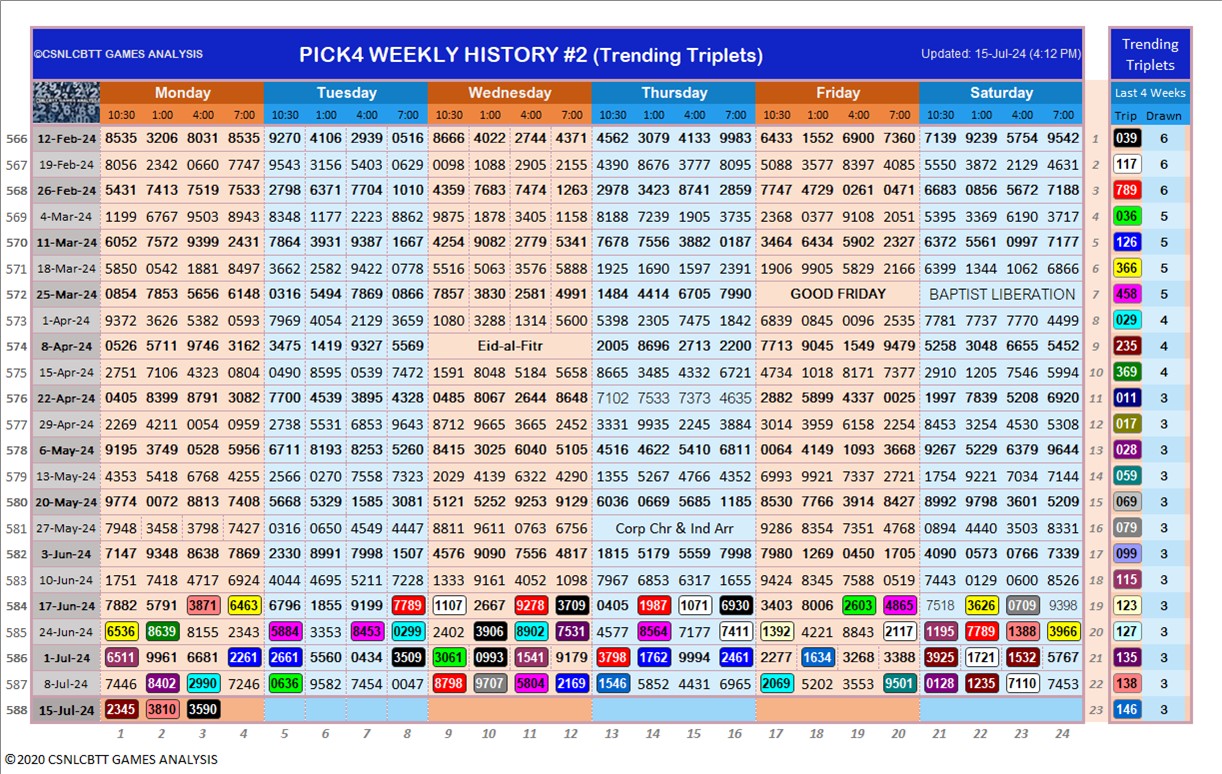 ©CSNLCBTT GAMES ANALYSIS PICK4 WEEKLY HISTORY #2 (Trending Triplets) Updated: 15-Jul-24 (4:12 PM) Trending Triplets
Monday Tuesday Wednesday Thursday Friday Saturday Last 4 Weeks
10:30 1:00 4:00 7:00 10:30 1:00 4:00 7:00 10:30 1:00 4:00 7:00 10:30 1:00 4:00 7:00 10:30 1:00 4:00 7:00 10:30 1:00 4:00 7:00 Trip Drawn
566 12-Feb-24 8535 3206 8031 8535 9270 4106 2939 0516 8666 4022 2744 4371 4562 3079 4133 9983 6433 1552 6900 7360 7139 9239 5754 9542 1 039 6
567 19-Feb-24 8056 2342 0660 7747 9543 3156 5403 0629 0098 1088 2905 2155 4390 8676 3777 8095 5088 3577 8397 4085 5550 3872 2129 4631 2 117 6
568 26-Feb-24 5431 7413 7519 7533 2798 6371 7704 1010 4359 7683 7474 1263 2978 3423 8741 2859 7747 4729 0261 0471 6683 0856 5672 7188 3 789 6
569 4-Mar-24 1199 6767 9503 8943 8348 1177 2223 8862 9875 1878 3405 1158 8188 7239 1905 3735 2368 0377 9108 2051 5395 3369 6190 3717 4 036 5
570 11-Mar-24 6052 7572 9399 2431 7864 3931 9387 1667 4254 9082 2779 5341 7678 7556 3882 0187 3464 6434 5902 2327 6372 5561 0997 7177 5 126 5
571 18-Mar-24 5850 0542 1881 8497 3662 2582 9422 0778 5516 5063 3576 5888 1925 1690 1597 2391 1906 9905 5829 2166 6399 1344 1062 6866 6 366 5
572 25-Mar-24 0854 7853 5656 6148 0316 5494 7869 0866 0857 3830 2581 4991 1484 4414 6705 7990 GOOD FRIDAY BAPTIST LIBERATION 7 458 5
573 1-Apr-24 9372 3626 5382 0593 7969 4054 2129 3659 1080 3288 1314 5600 5398 2305 7475 1842 6839 0845 0096 2535 7781 7737 7770 4499 8 029 4
574 8-Apr-24 0526 5711 9746 3162 3475 1419 9327 5569 Eid-al-Fitr 2005 8696 2713 2200 7713 9045 1549 9479 5258 3048 6655 5452 9 235 4
575 15-Apr-24 2751 7106 4323 0804 0490 8595 0539 7472 1591 8048 5184 5658 8665 3485 4332 6721 4734 1018 8171 7377 2910 1205 7546 5994 10 369 4
576 22-Apr-24 0405 8399 8791 3082 7700 4539 3895 4328 0485 8067 2644 8648 7102 7533 7373 4635 2882 5899 4337 0025 1997 7839 5208 6920 11 011 3
577 29-Apr-24 2269 4211 0054 0959 2738 5531 6853 9643 8712 9665 3665 2452 3331 9935 2245 3884 3014 3959 6158 2254 8453 3254 4530 5308 12 017 3
578 6-May-24 9195 3749 0528 5956 6711 8193 8253 5260 8415 3025 6040 5105 4516 4622 5410 6811 0064 4149 1093 3668 9267 5229 6379 9644 13 028 3
579 13-May-24 4353 5418 6768 4255 2566 0270 7558 7323 9029 4139 6322 4290 1355 5267 4766 4352 6993 9921 7337 2721 1754 9221 7034 7144 14 059 3
580 20-May-24 9774 0072 8813 7408 5668 5329 1585 3081 5121 5252 9253 9129 6036 0669 5685 1185 8530 7766 3914 8427 8992 9798 3601 5209 15 069 3
581 27-May-24 7948 3458 3798 7427 0316 0650 4549 4447 8811 9611 0763 6756 Corp Chr & Ind Arr 9286 8354 7351 4768 0894 4440 3503 8331 16 079 3
582 3-Jun-24 7147 9348 8638 7869 2330 8991 7998 1507 4576 9090 7556 4817 1815 5179 5559 7998 7980 1269 0450 1705 4090 0573 0766 7339 17 099 3
583 10-Jun-24 1751 7418 4717 6924 4044 4695 5211 7228 1333 9161 4052 1098 7967 6853 6317 1655 9424 8345 7588 0519 7443 0129 0600 8526 18 115 3
584 17-Jun-24 7882 5791 3871 6463 6796 1855 9199 7789 1107 2667 9278 3709 0405 1987 1071 6930 3403 8006 2603 4865 7518 3626 0709 9398 19 123 3
585 24-Jun-24 6536 8639 8155 2343 5884 3353 8453 0299 2402 3906 8902 7531 4577 8564 7177 7411 1392 4221 8843 2117 1195 7789 1388 3966 20 127 3
586 1-Jul-24 6511 9961 6681 2261 2661 5560 0434 3509 3061 0993 1541 9179 3798 1762 9994 2461 2277 1634 3268 3388 3925 1721 1532 5767 21 135 3
587 8-Jul-24 7446 8402 2990 7246 0636 9582 7454 0047 8798 9707 5804 2169 1546 5852 4431 5665 2069 5202 3553 9501 0128 1235 7110 7453 22 138 3
588 15-Jul-24 2345 3810 3590 23 146 3
1 2 3 4 5 6 7 8 9 10 11 12 13 14 15 16 17 18 19 20 21 22 23 24
©2020 CSNLCBTT GAMES ANALYSIS